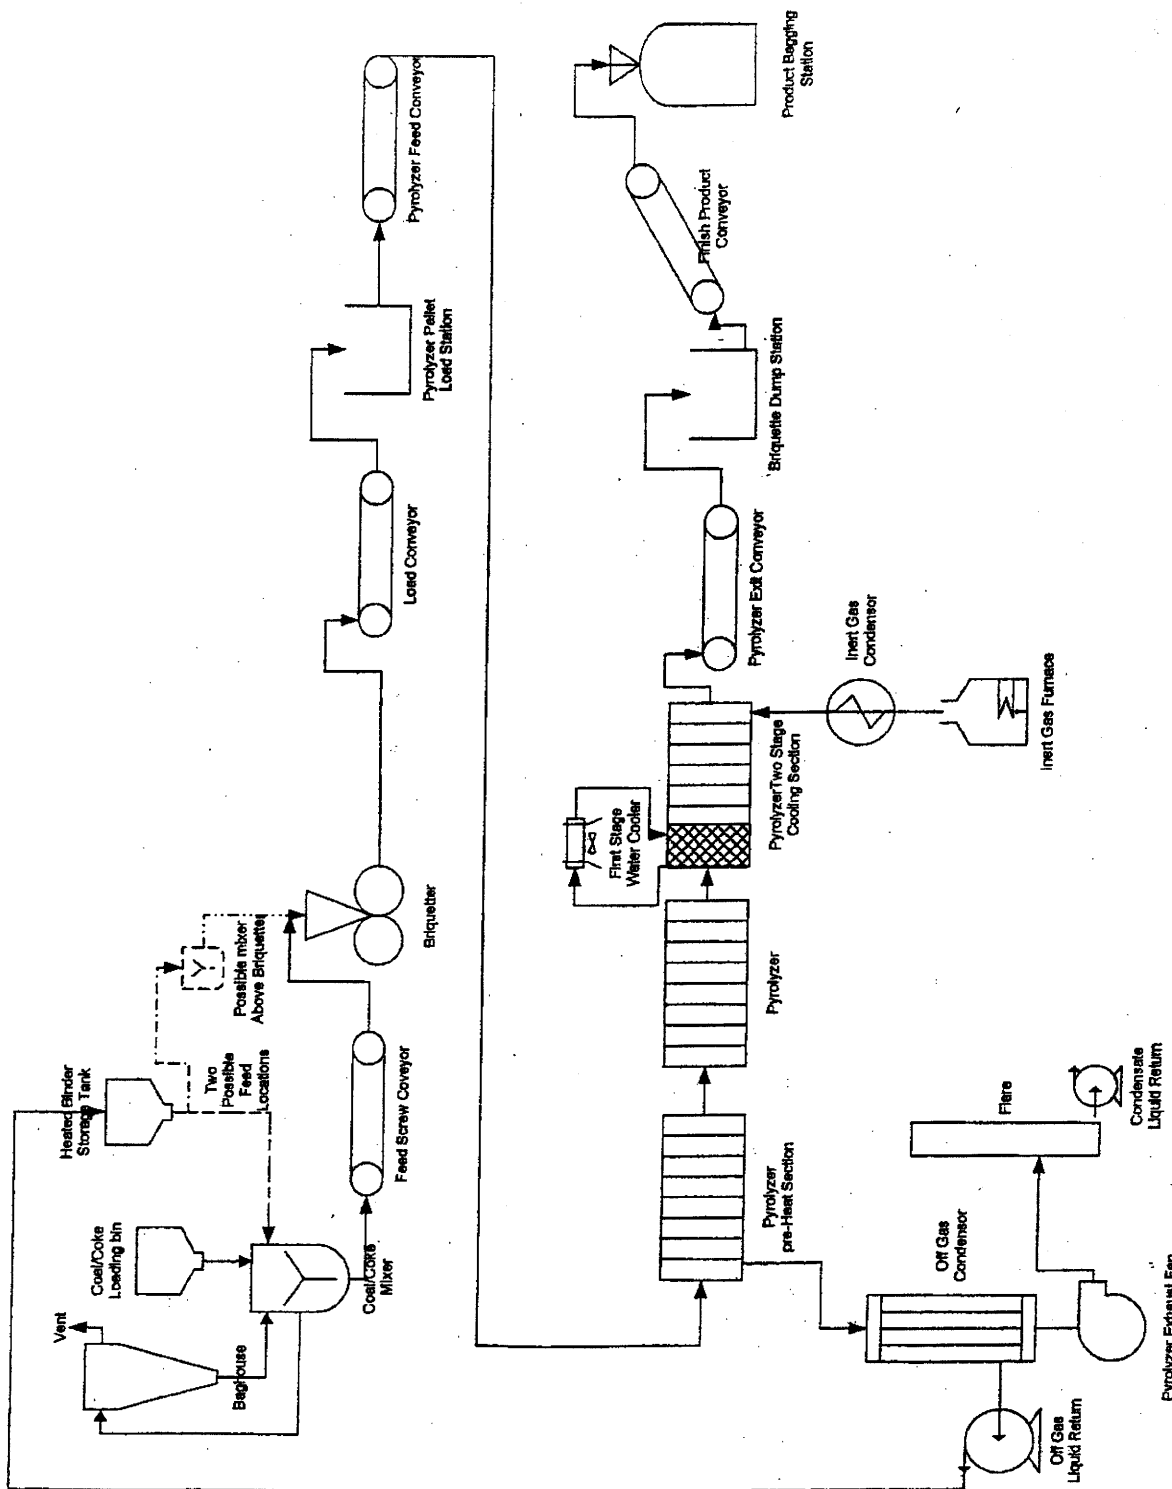 Vent
Baghouse
Coal/Coke
Loading bin
Heated Binder
Storage Tank
Two
Possible
Feed
Locations
Coal/Coke
Mixer
Feed Screw Coveyor
Possible mixer
Above Briquetter
Briquetter
Load Conveyor
Pyrolyzer Pellet
Load Station
Pyrolyzer Feed Conveyor
Pyrolyzer
pre-Heat Section
Pyrolyzer
First Stage
Water Cooler
PyrolyzerTwo Stage
Cooling Section
Pyrolyzer Exit Conveyor
Briquette Dump Station
Finish Product
Conveyor
Product Bagging
Station
Off Gas
Liquid Return
Off Gas
Condensor
Pyrolyzer Exhaust Fan
Flare
Condensate
Liquid Return
Inert Gas
Condensor
Inert Gas Furnace